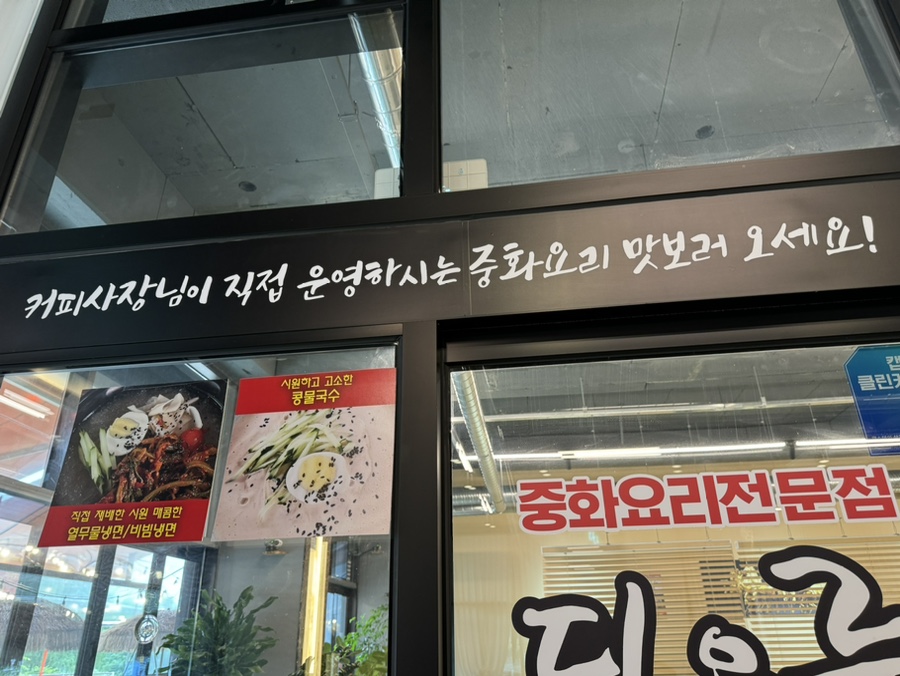 커피사장님이 직접 운영하시는 중화요리 맛보러 오세요!
시원하고 고소한
콩물국수
직접 재배한 시원 매콤한
열무물냉면/비빔냉면
클린
중화요리전문점